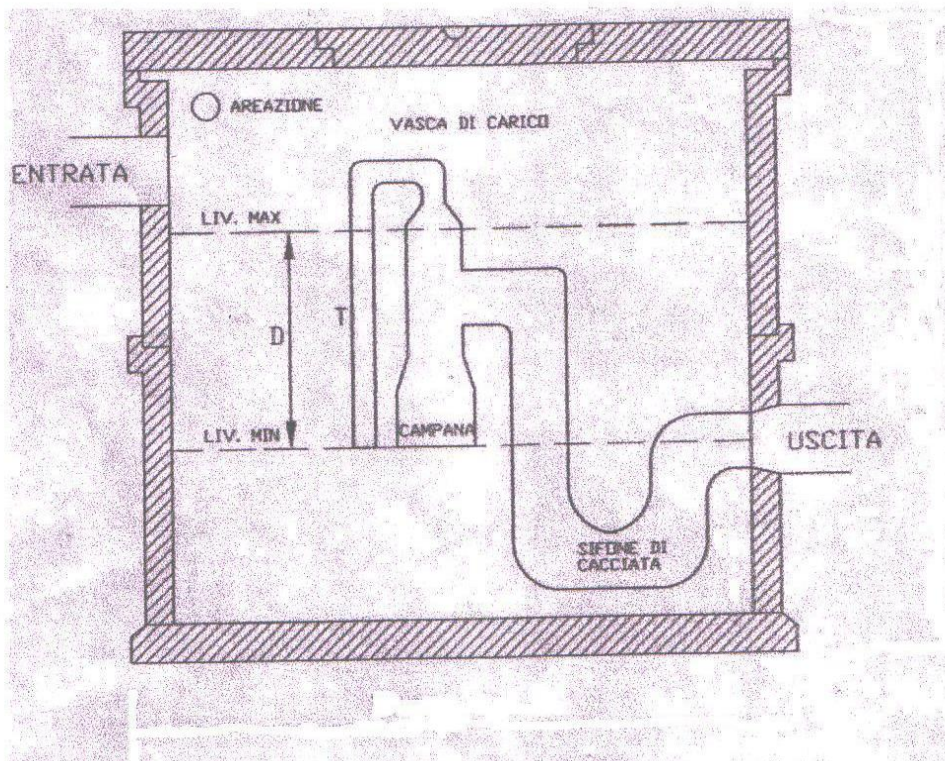 AREAZIONE
VASCA DI CARICO
ENTRATA
LIV. MAX
D
T
LIV. MIN
CAMPANA
USCITA
SIFONE DI
CACCIATA